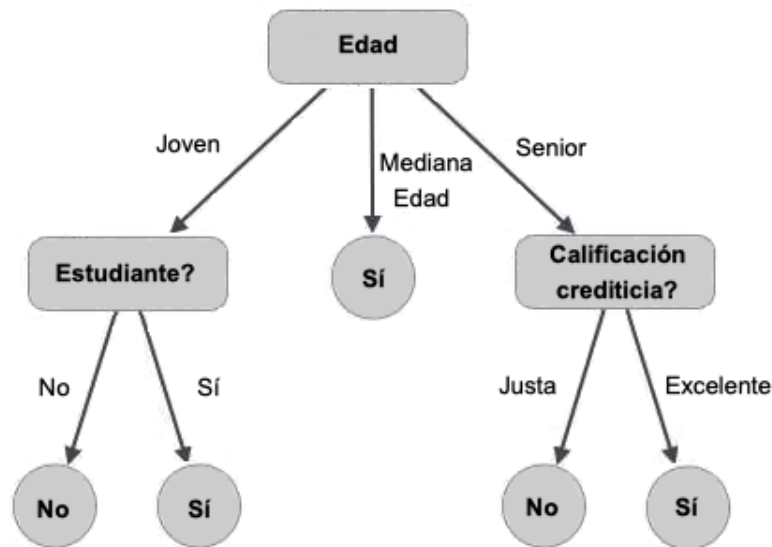 Edad
Joven
Mediana
Edad
Senior
Estudiante?
Sí
Calificación
crediticia?
No
Sí
Justa
Excelente
No
Sí
No
Sí